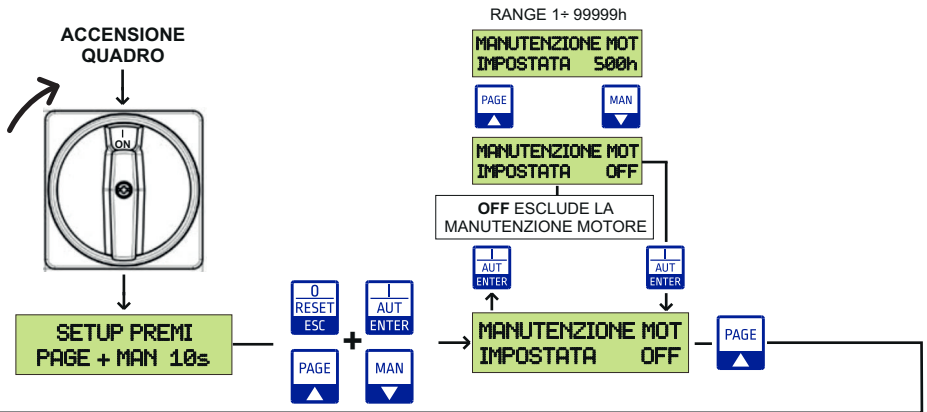 RANGE 1÷ 99999h
ACCENSIONE
QUADRO
MANUTENZIONE MOT
IMPOSTATA 500h
PAGE
MAN
I
ON
MANUTENZIONE MOT
IMPOSTATA OFF
OFF ESCLUDE LA
MANUTENZIONE MOTORE
I
AUT
ENTER
I
AUT
ENTER
SETUP PREMI
PAGE + MAN 10s
0
RESET
ESC
+
I
AUT
ENTER
PAGE
MAN
MANUTENZIONE MOT
IMPOSTATA OFF
PAGE